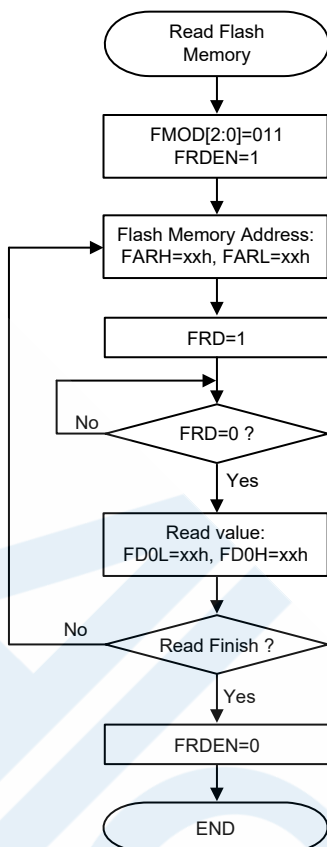 Read Flash
Memory
FMOD[2:0]=011
FRDEN=1
Flash Memory Address:
FARH=xxh, FARL=xxh
FRD=1
No
FRD=0 ?
Yes
Read value:
FD0L=xxh, FD0H=xxh
No
Read Finish ?
Yes
FRDEN=0
END